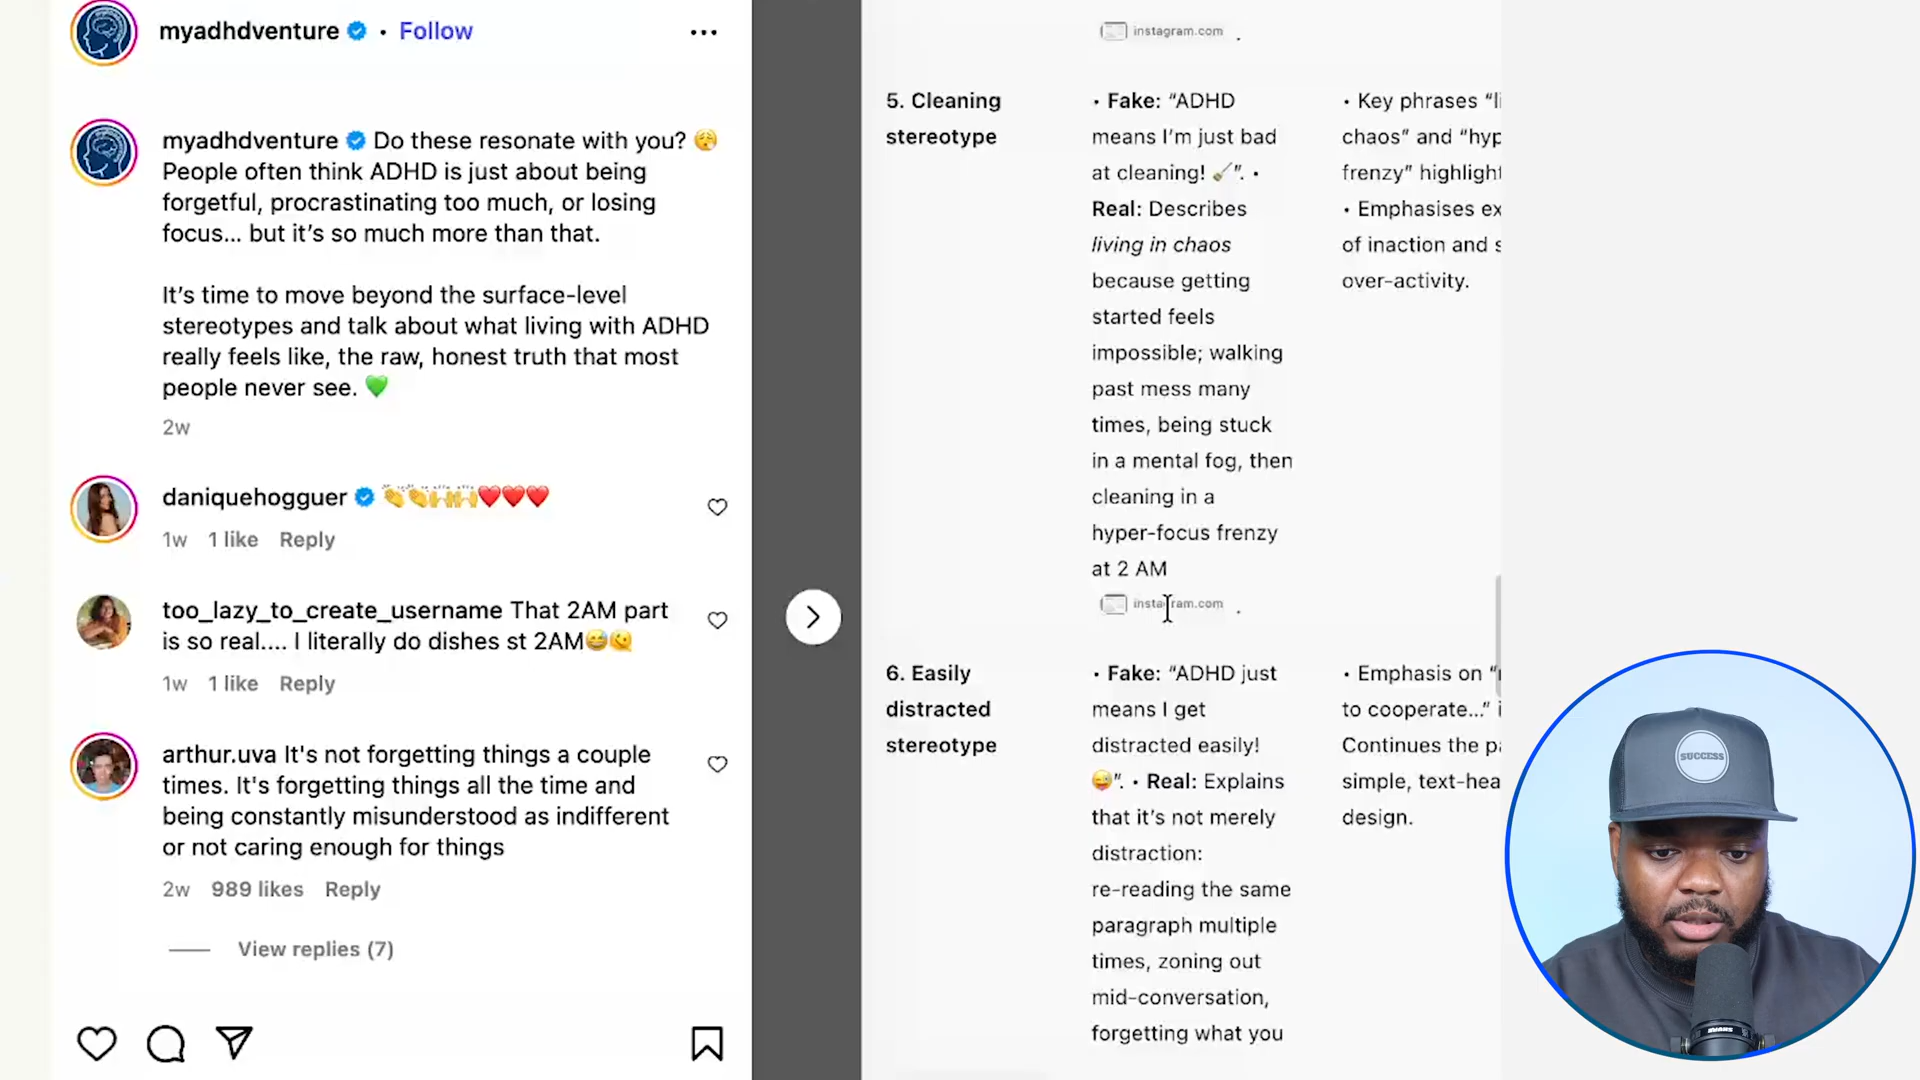 myadhdventure • Follow
myadhdventure Do these resonate with you? 😮‍💨
People often think ADHD is just about being
forgetful, procrastinating too much, or losing
focus... but it’s so much more than that.
It’s time to move beyond the surface-level
stereotypes and talk about what living with ADHD
really feels like, the raw, honest truth that most
people never see. 💚
2w
daniquehogguer 👏👏🙌🙌❤️❤️❤️
1w 1 like Reply
too_lazy_to_create_username That 2AM part
is so real.... I literally do dishes st 2AM😅🫠
1w 1 like Reply
arthur.uva It's not forgetting things a couple
times. It's forgetting things all the time and
being constantly misunderstood as indifferent
or not caring enough for things
2w 989 likes Reply
View replies (7)
instagram.com .
5. Cleaning
stereotype
• Fake: “ADHD
means I’m just bad
at cleaning! 🧹”. •
Real: Describes
living in chaos
because getting
started feels
impossible; walking
past mess many
times, being stuck
in a mental fog, then
cleaning in a
hyper-focus frenzy
at 2 AM
instagram.com .
• Key phrases “li
chaos” and “hyp
frenzy” highligh
• Emphasises ex
of inaction and s
over-activity.
6. Easily
distracted
stereotype
• Fake: “ADHD just
means I get
distracted easily!
😜”. • Real: Explains
that it’s not merely
distraction:
re-reading the same
paragraph multiple
times, zoning out
mid-conversation,
forgetting what you
• Emphasis on “
to cooperate...” i
Continues the pa
simple, text-hea
design.
SUCCESS